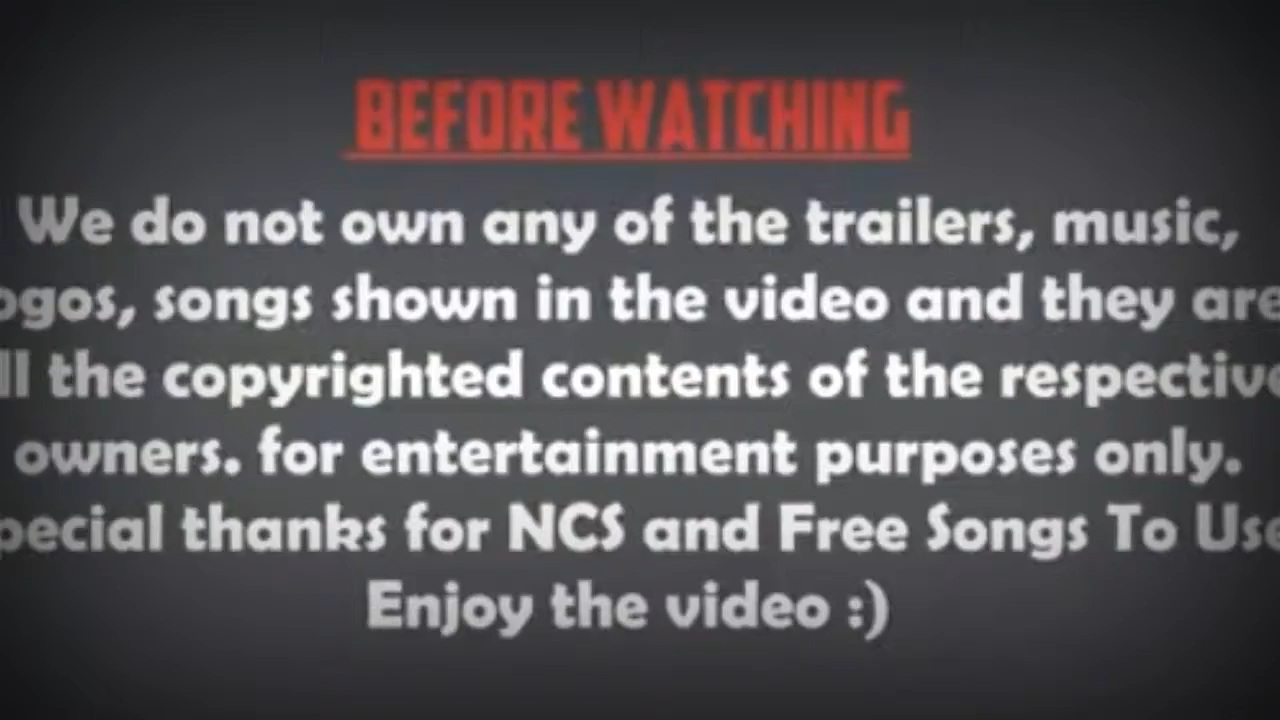 BEFORE WATCHING
We do not own any of the trailers, music,
ogos, songs shown in the video and they are
ll the copyrighted contents of the respective
owners. for entertainment purposes only.
pecial thanks for NCS and Free Songs To Use
Enjoy the video :)